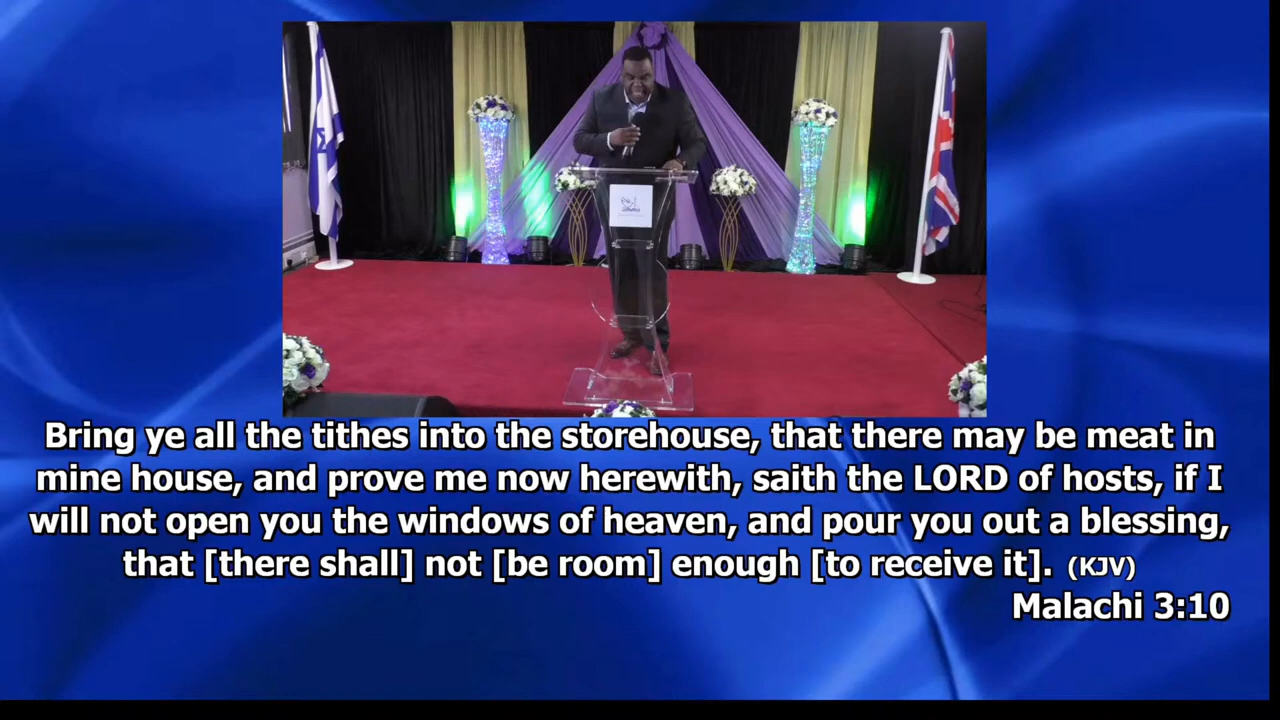 Bring ye all the tithes into the storehouse, that there may be meat in
mine house, and prove me now herewith, saith the LORD of hosts, if I
will not open you the windows of heaven, and pour you out a blessing,
that [there shall] not [be room] enough [to receive it]. (KJV)
Malachi 3:10